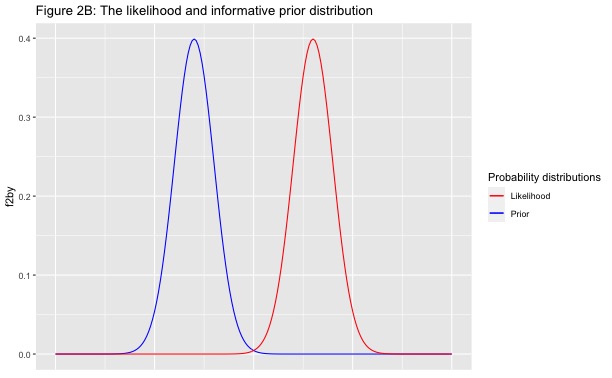 Figure 2B: The likelihood and informative prior distribution
0.4
0.3
0.2
0.1
0.0
f2by
Probability distributions
Likelihood
Prior